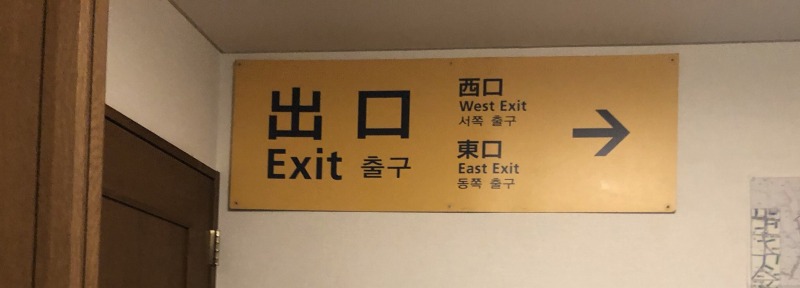 出口
Exit 출구
西口
West Exit
서쪽 출구
東口
East Exit
동쪽 출구